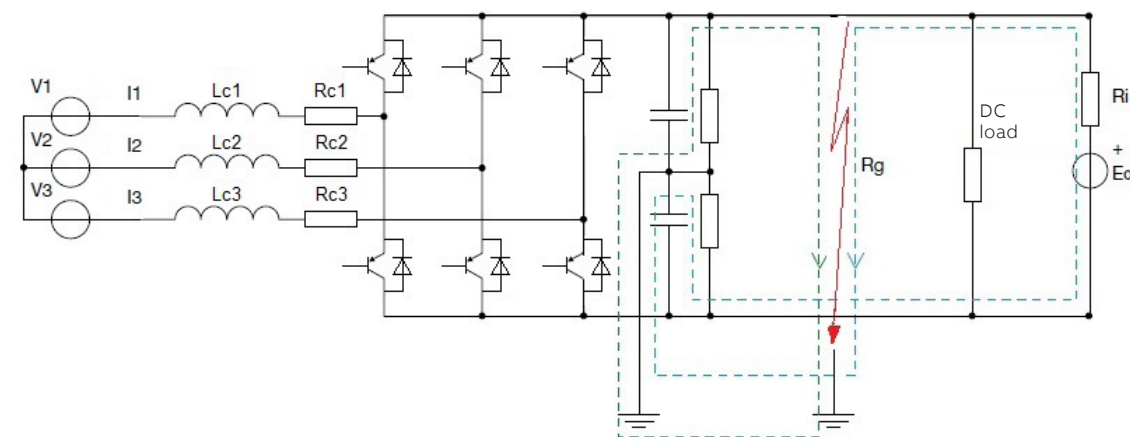 V1
I1
Lc1
Rc1
V2
I2
Lc2
Rc2
V3
I3
Lc3
Rc3
Rg
DC
load
Ri
+